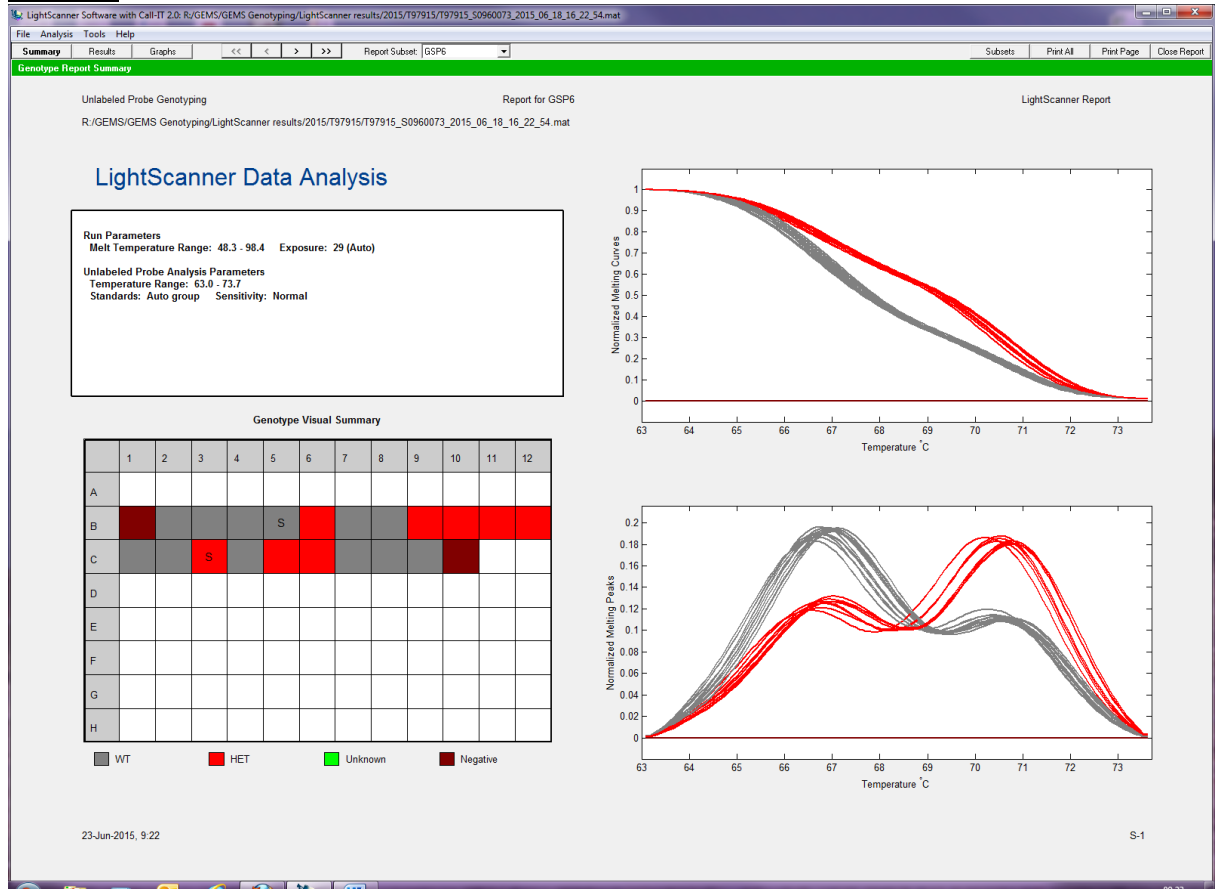 LightScanner Software with Call-IT 2.0: R:/GEMS/GEMS Genotyping/LightScanner results/2015/T97915/T97915_S0960073_2015_06_18_16_22_54.mat
File Analysis Tools Help
Summary Results Graphs << < > >> Report Subset: GSP6 Subsets Print All Print Page Close Report
Genotype Report Summary
Unlabeled Probe Genotyping Report for GSP6 LightScanner Report
R:/GEMS/GEMS Genotyping/LightScanner results/2015/T97915/T97915_S0960073_2015_06_18_16_22_54.mat
LightScanner Data Analysis
Run Parameters
Melt Temperature Range: 48.3 - 98.4 Exposure: 29 (Auto)
Unlabeled Probe Analysis Parameters
Temperature Range: 63.0 - 73.7
Standards: Auto group Sensitivity: Normal
Genotype Visual Summary
1 2 3 4 5 6 7 8 9 10 11 12
A
B S
C S
D
E
F
G
H
WT HET Unknown Negative
Normalized Melting Curves
1
0.9
0.8
0.7
0.6
0.5
0.4
0.3
0.2
0.1
0
63 64 65 66 67 68 69 70 71 72 73
Temperature °C
Normalized Melting Peaks
0.2
0.18
0.16
0.14
0.12
0.1
0.08
0.06
0.04
0.02
0
63 64 65 66 67 68 69 70 71 72 73
Temperature °C
23-Jun-2015, 9:22 S-1